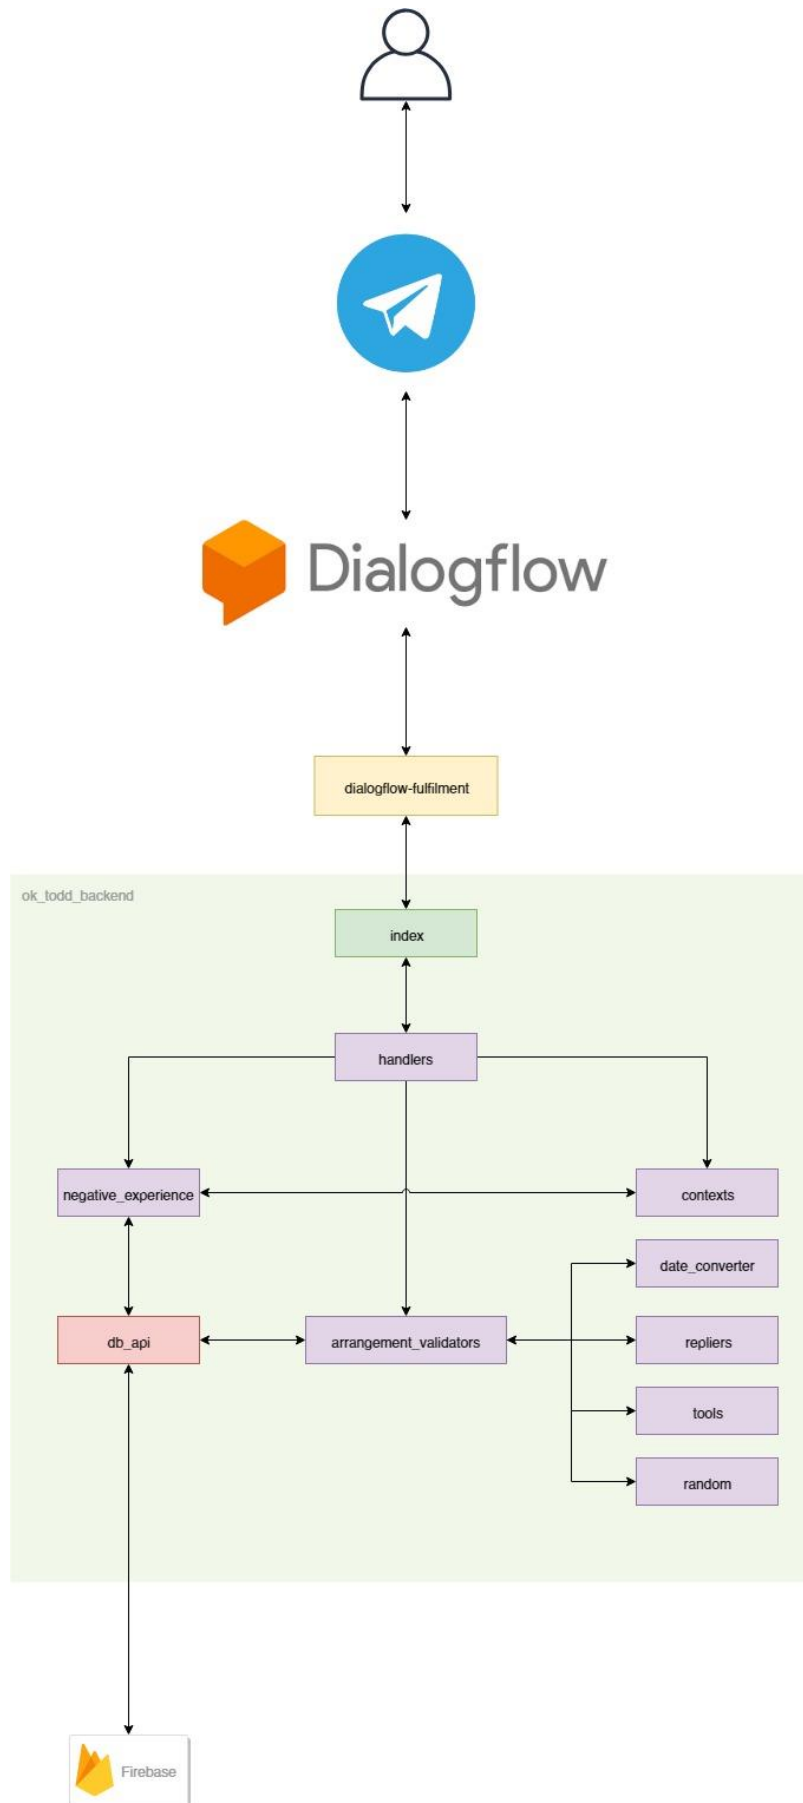 Dialogflow
dialogflow-fulfilment
ok_todd_backend
index
handlers
negative_experience
contexts
date_converter
db_api
arrangement_validators
repliers
tools
random
Firebase